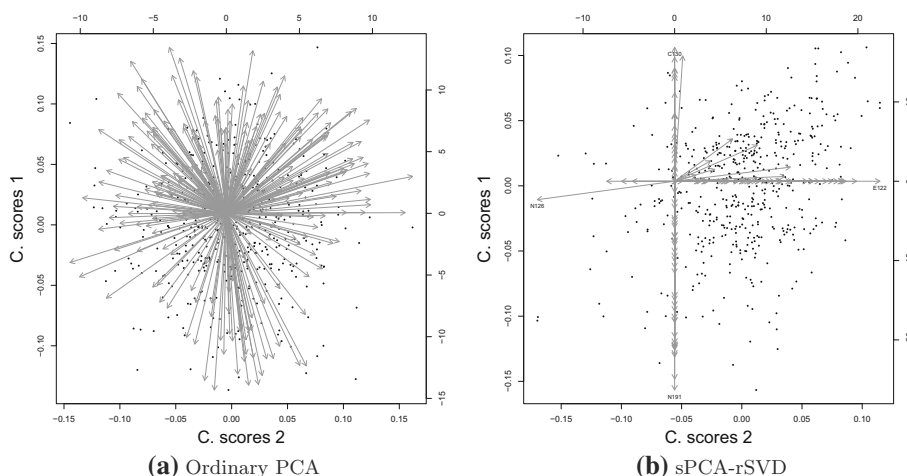 −10 −5 0 5 10
−10 0 10 20
C. scores 1
0.15
0.10
0.05
0.00
−0.05
−0.10
10
5
0
−5
−10
−15
−0.15 −0.10 −0.05 0.00 0.05 0.10 0.15
C. scores 2
(a) Ordinary PCA
C. scores 1
0.10
0.05
0.00
−0.05
−0.10
−0.15
C130
N126
E122
N191
−0.15 −0.10 −0.05 0.00 0.05 0.10
C. scores 2
(b) sPCA-rSVD